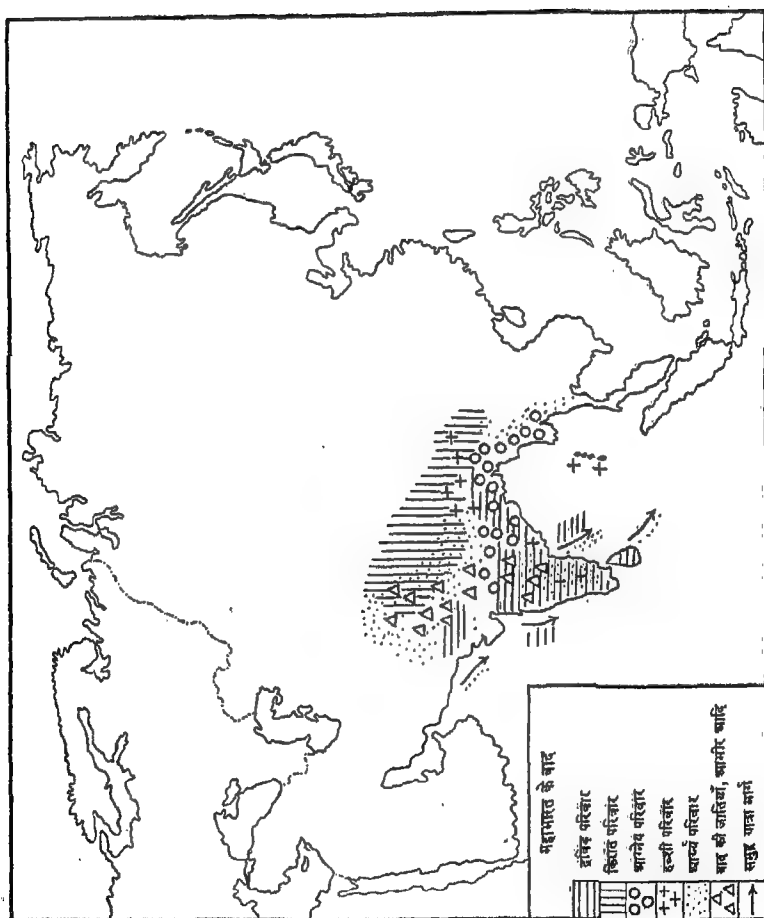 महाभारत के बाद
द्रविड़ परिवार
किरात परिवार
आग्नेय परिवार
हब्शी परिवार
आर्य्य परिवार
बाद की जातियाँ, आभीर आदि
समुद्र यात्रा मार्ग